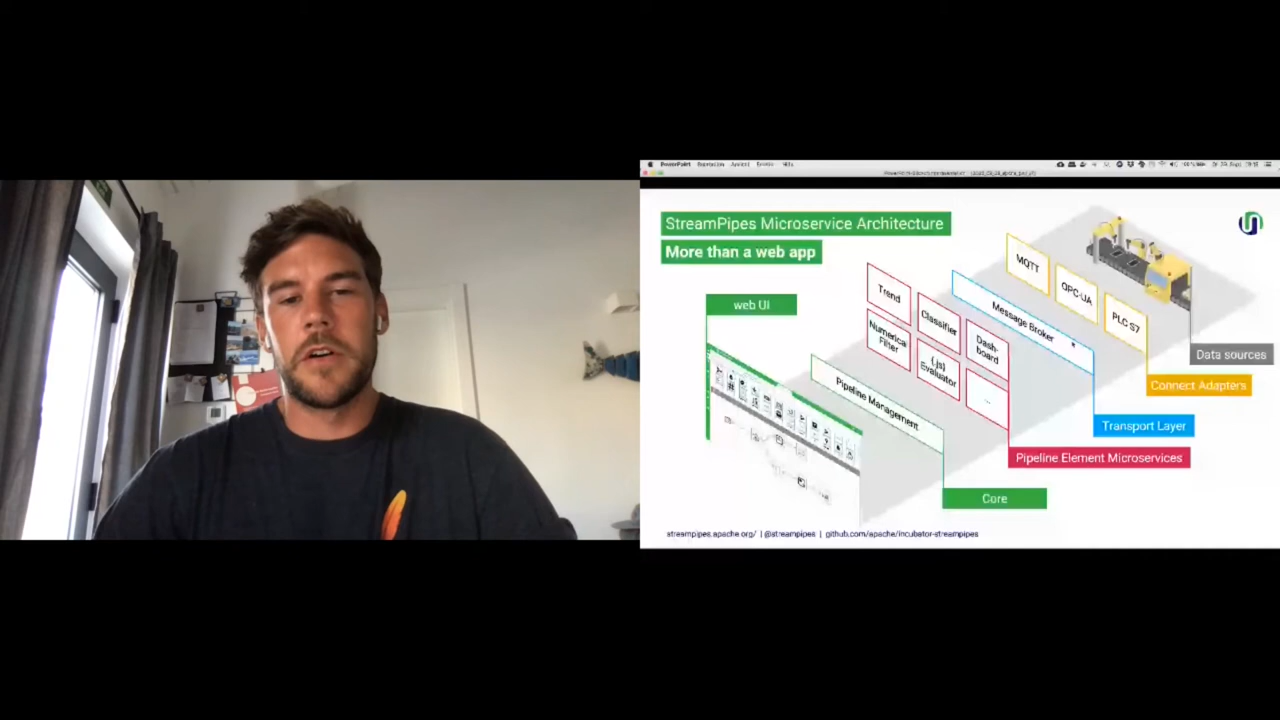 PowerPoint
StreamPipes Microservice Architecture
More than a web app
web UI
MQTT
OPC-UA
PLC S7
Trend
Classifier
Dash-
board
Numerical
Filter
(.js)
Evaluator
...
Message Broker
Pipeline Management
Data sources
Connect Adapters
Transport Layer
Pipeline Element Microservices
Core
streampipes.apache.org/ | @streampipes | github.com/apache/incubator-streampipes